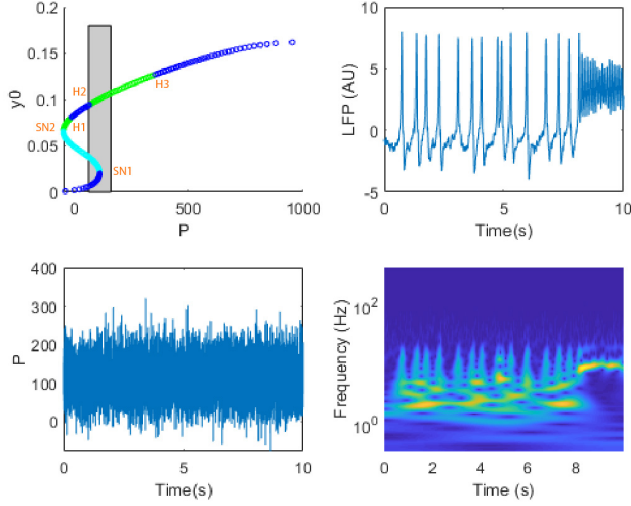 0.2
0.15
0.1
0.05
0
y0
H2
H1
H3
SN2
SN1
0
500
1000
P
10
5
0
-5
LFP (AU)
0
5
10
Time(s)
400
300
200
100
0
P
0
5
10
Time(s)
10²
10⁰
Frequency (Hz)
0
2
4
6
8
Time (s)